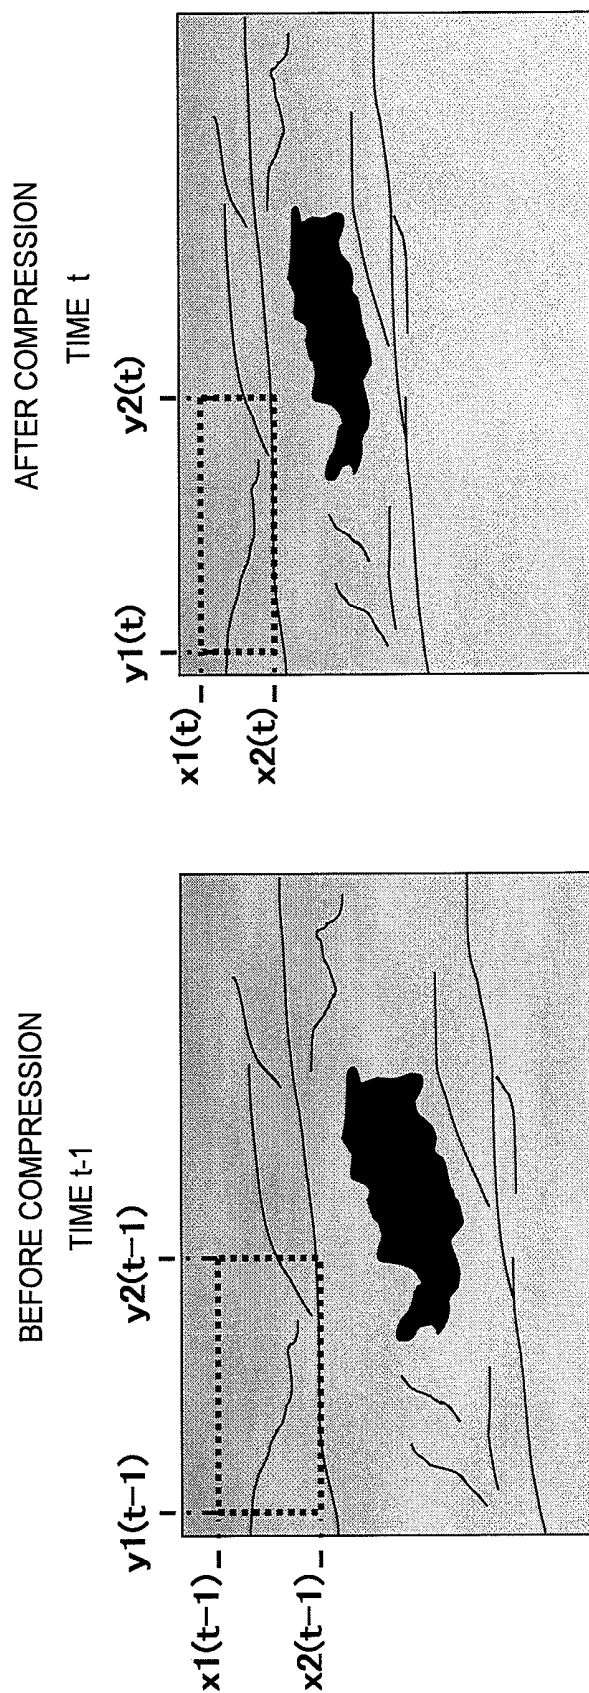 BEFORE COMPRESSION
TIME t-1
y1(t−1)
y2(t−1)
x1(t−1)
x2(t−1)
AFTER COMPRESSION
TIME t
y1(t)
y2(t)
x1(t)
x2(t)